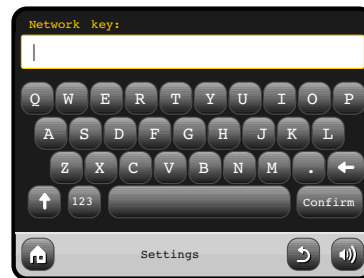 Network key:
Q W E R T Y U I O P
A S D F G H J K L
Z X C V B N M .
123 Confirm
Settings